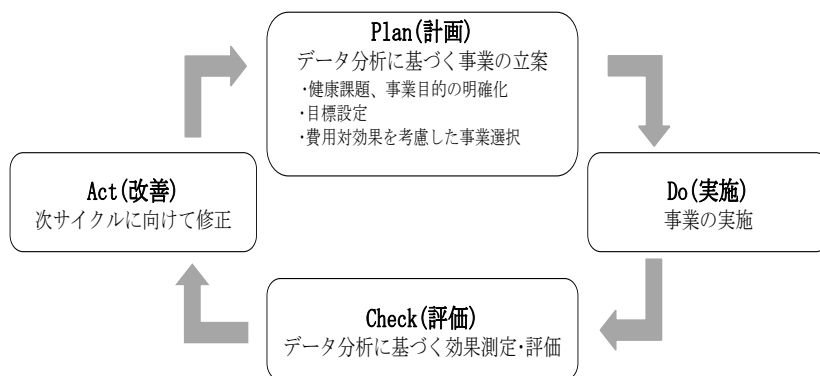 Plan(計画)
データ分析に基づく事業の立案
・健康課題、事業目的の明確化
・目標設定
・費用対効果を考慮した事業選択
Act(改善)
次サイクルに向けて修正
Do(実施)
事業の実施
Check(評価)
データ分析に基づく効果測定・評価